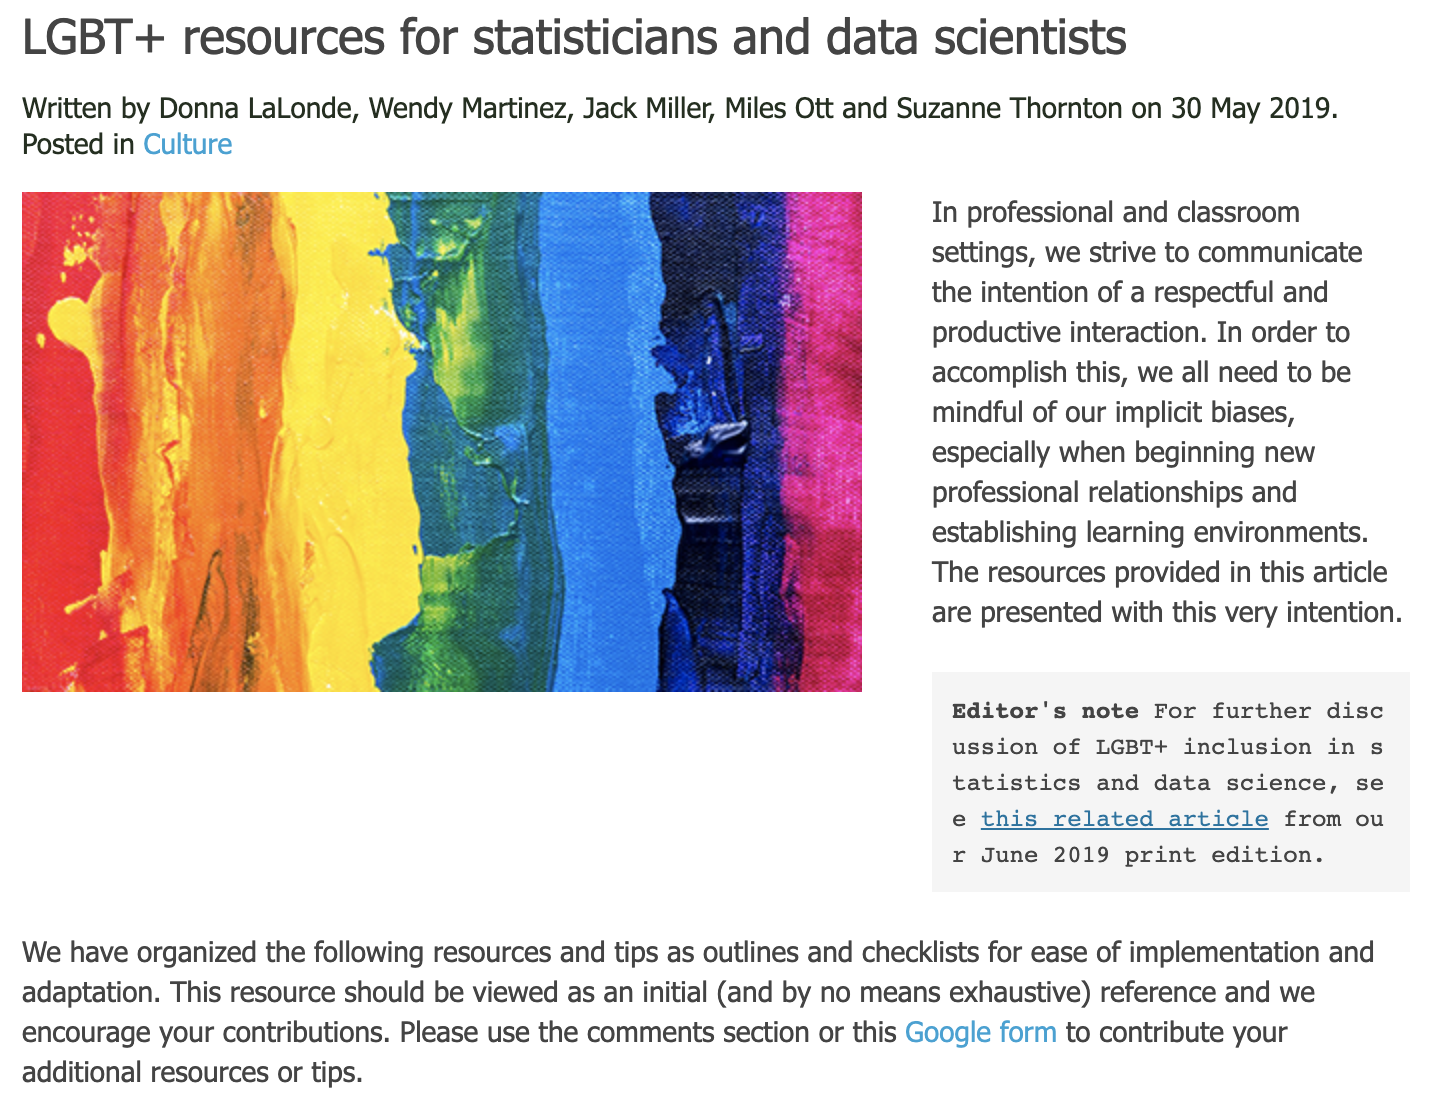 LGBT+ resources for statisticians and data scientists
Written by Donna LaLonde, Wendy Martinez, Jack Miller, Miles Ott and Suzanne Thornton on 30 May 2019.
Posted in Culture
In professional and classroom
settings, we strive to communicate
the intention of a respectful and
productive interaction. In order to
accomplish this, we all need to be
mindful of our implicit biases,
especially when beginning new
professional relationships and
establishing learning environments.
The resources provided in this article
are presented with this very intention.
Editor's note For further disc
ussion of LGBT+ inclusion in s
tatistics and data science, se
e this related article from ou
r June 2019 print edition.
We have organized the following resources and tips as outlines and checklists for ease of implementation and
adaptation. This resource should be viewed as an initial (and by no means exhaustive) reference and we
encourage your contributions. Please use the comments section or this Google form to contribute your
additional resources or tips.